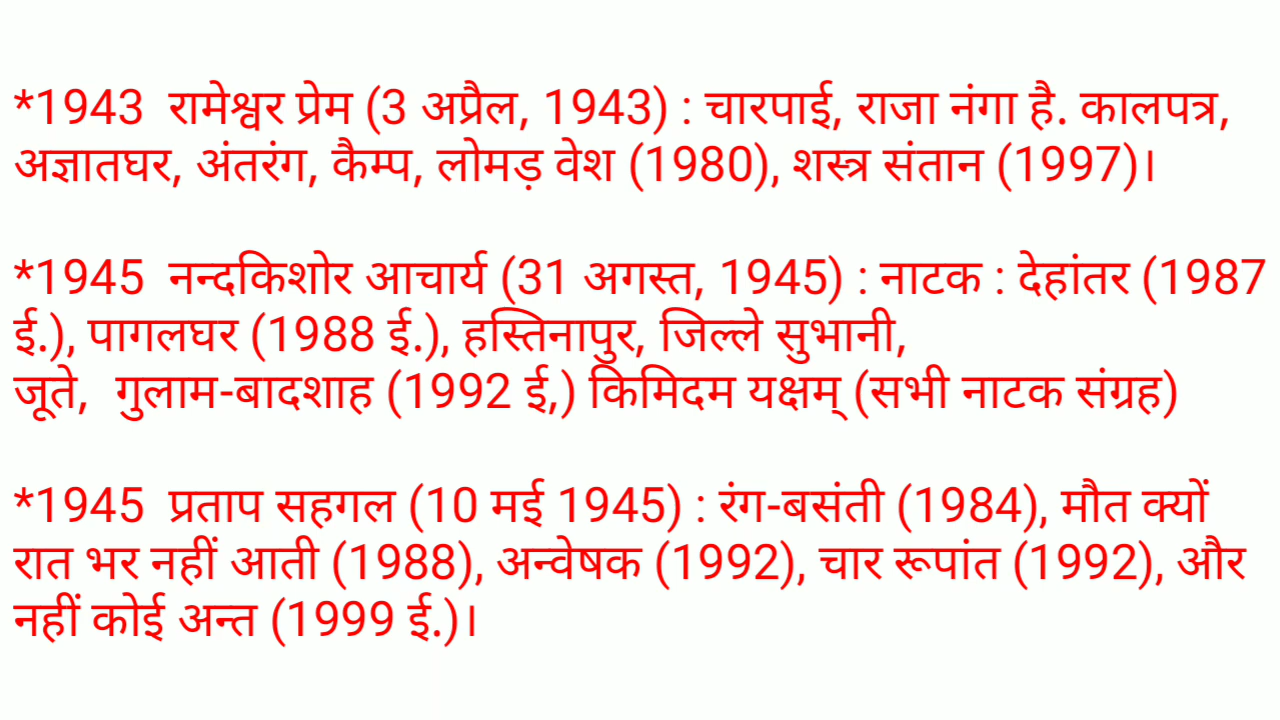 *1943  रामेश्वर प्रेम (3 अप्रैल, 1943) : चारपाई, राजा नंगा है. कालपत्र,
अज्ञातघर, अंतरंग, कैम्प, लोमड़ वेश (1980), शस्त्र संतान (1997)।
*1945  नन्दकिशोर आचार्य (31 अगस्त, 1945) : नाटक : देहांतर (1987
ई.), पागलघर (1988 ई.), हस्तिनापुर, जिल्ले सुभानी,
जूते,  गुलाम-बादशाह (1992 ई,) किमिदम यक्षम् (सभी नाटक संग्रह)
*1945  प्रताप सहगल (10 मई 1945) : रंग-बसंती (1984), मौत क्यों
रात भर नहीं आती (1988), अन्वेषक (1992), चार रूपांत (1992), और
नहीं कोई अन्त (1999 ई.)।